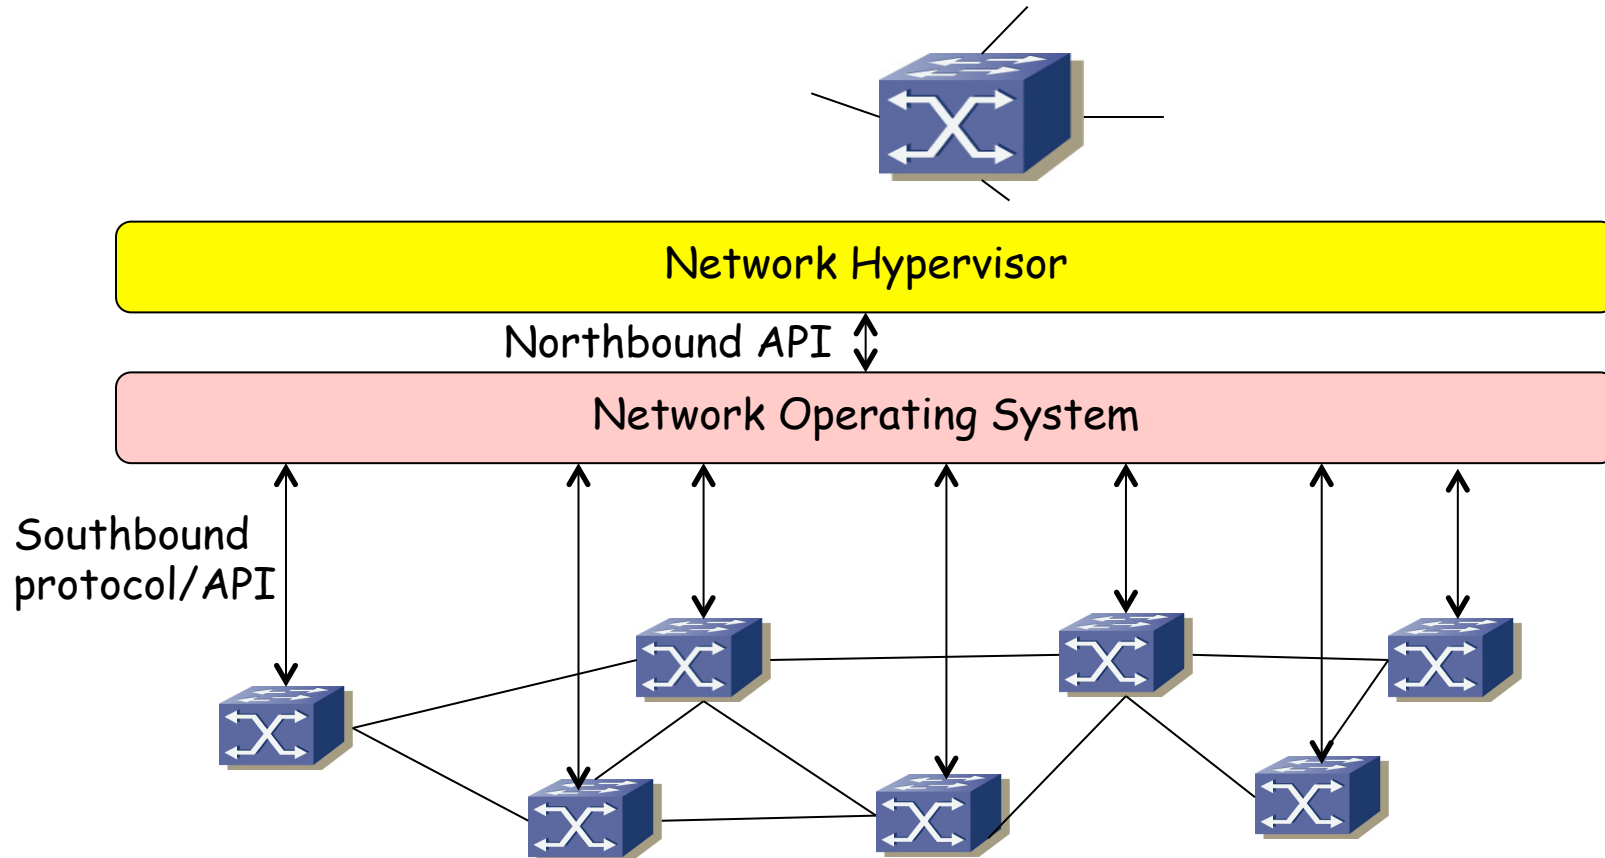 Network Hypervisor
Northbound API
Network Operating System
Southbound
protocol/API